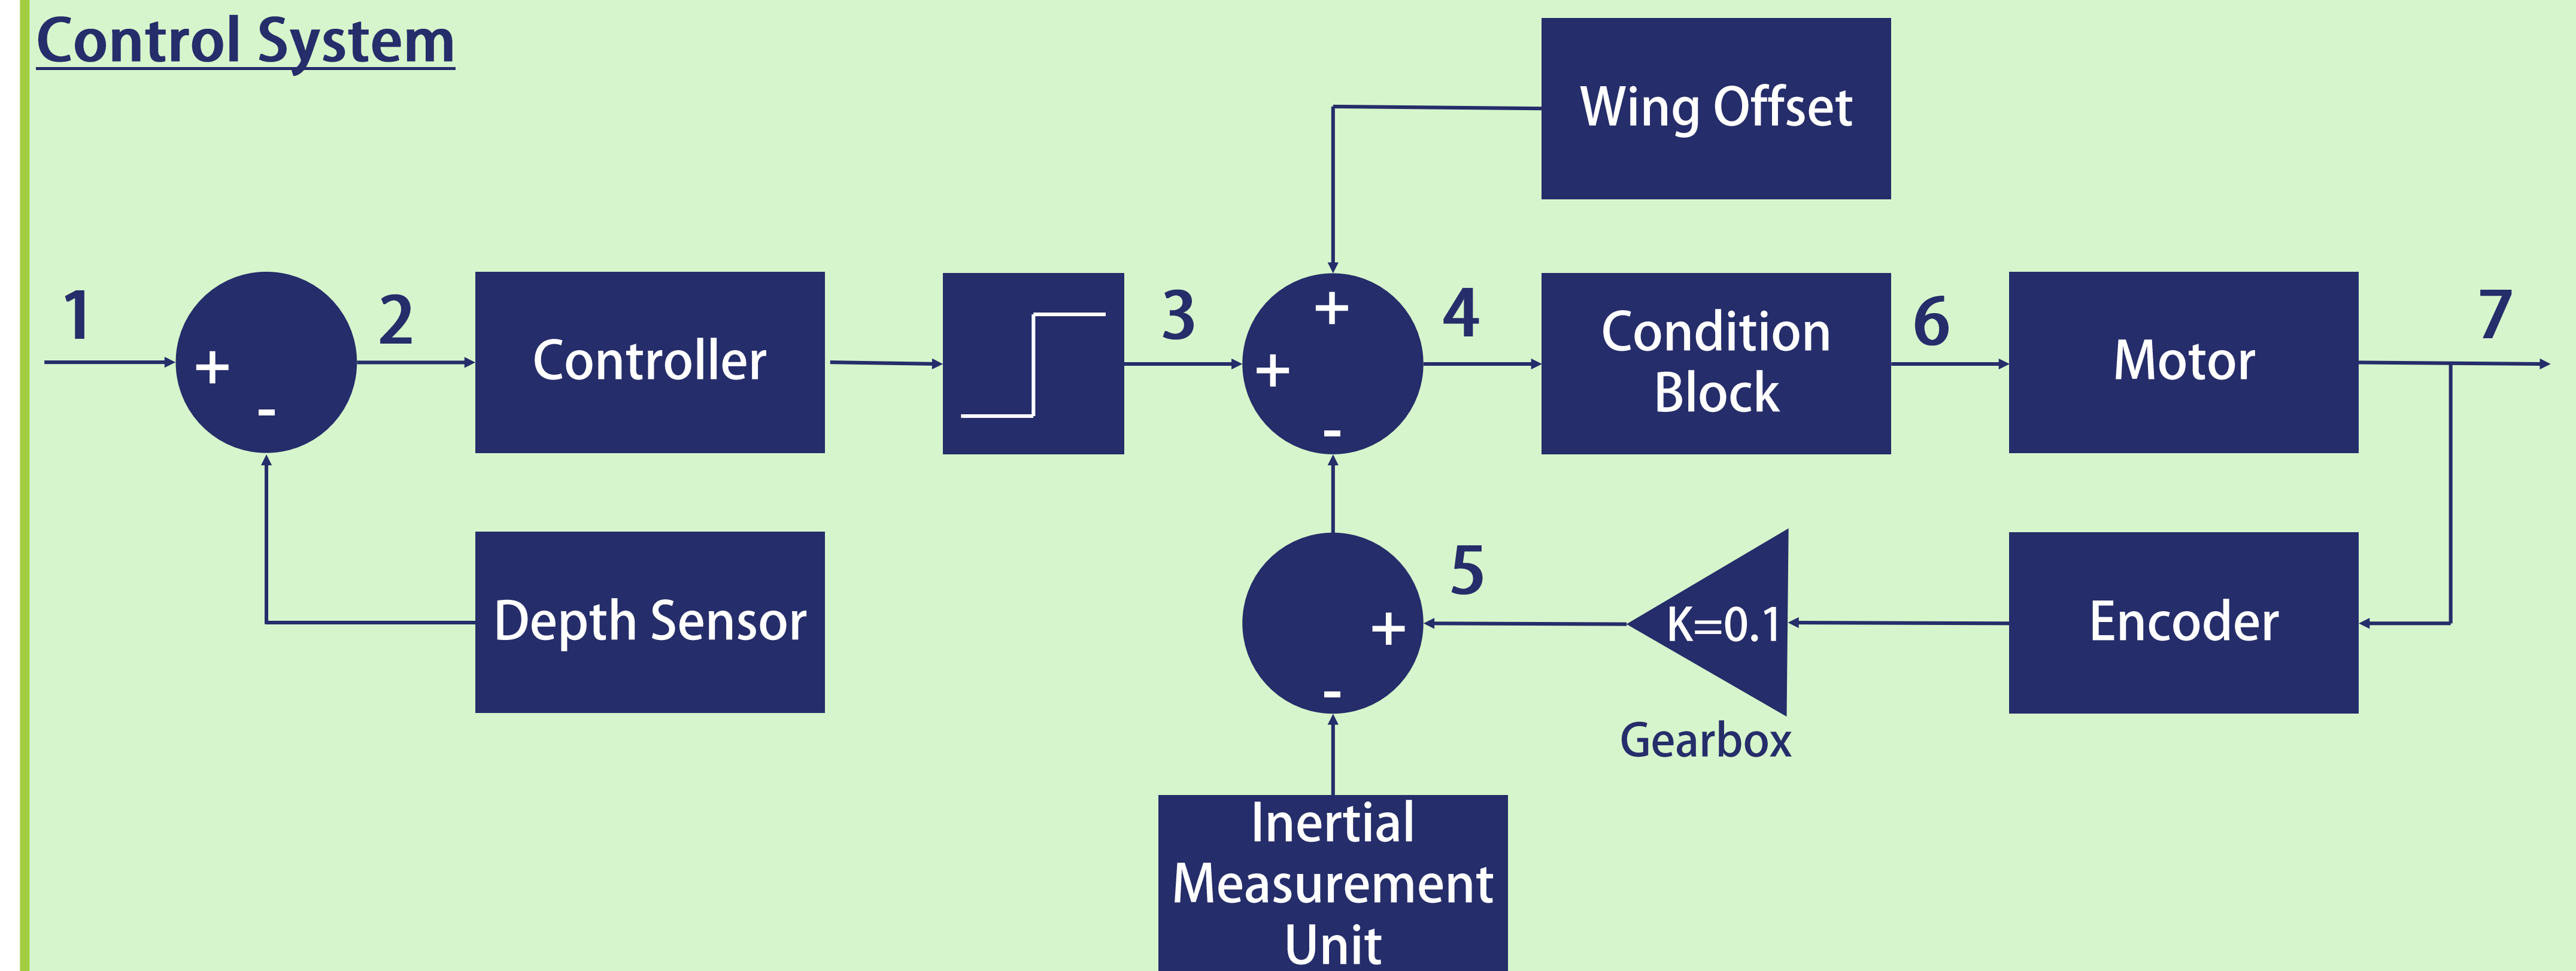 Control System
Wing Offset
1
+
-
2
Controller
3
+
+
-
4
Condition
Block
6
Motor
7
Depth Sensor
+
-
5
K=0.1
Gearbox
Encoder
Inertial
Measurement
Unit